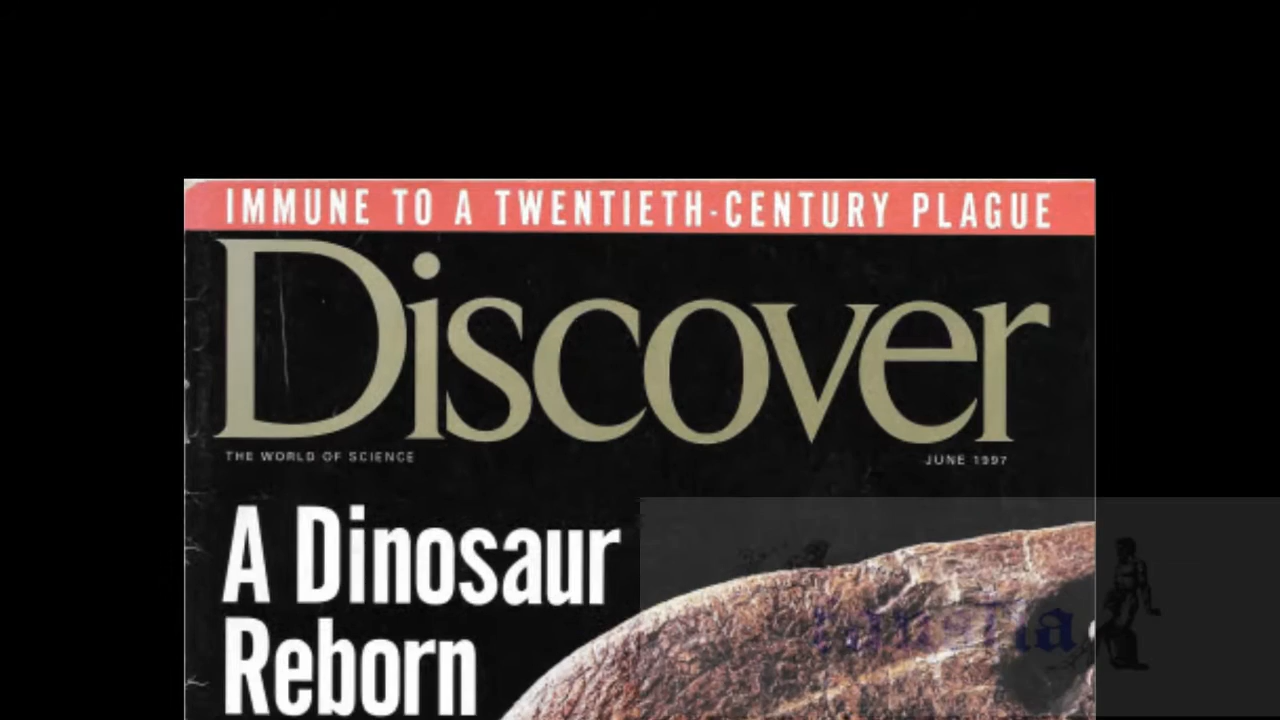 IMMUNE TO A TWENTIETH-CENTURY PLAGUE
Discover
THE WORLD OF SCIENCE
JUNE 1997
A Dinosaur
Reborn